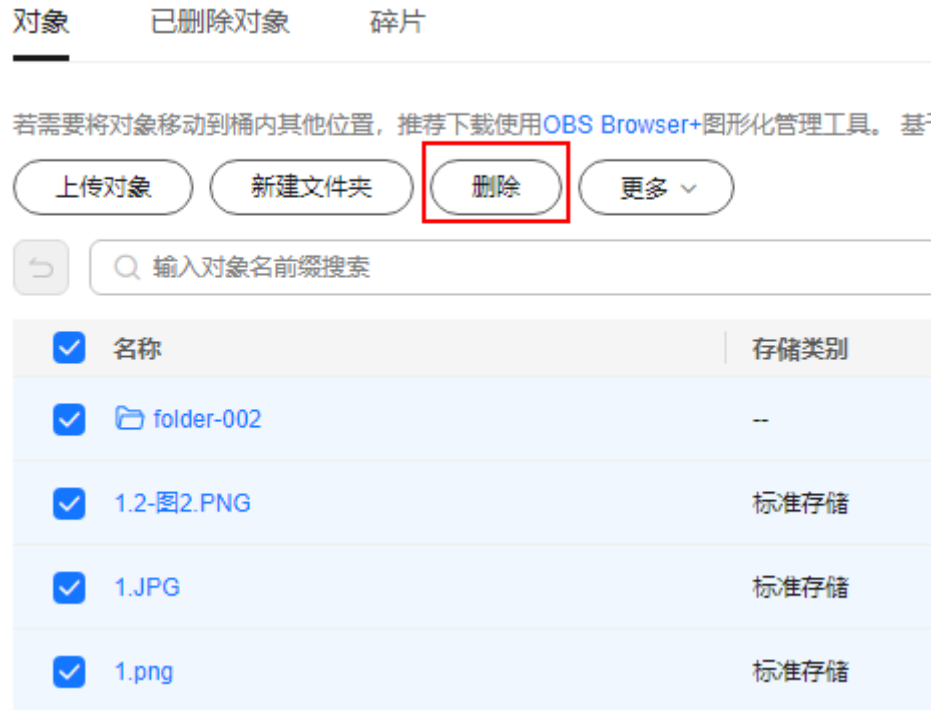 对象 已删除对象 碎片
若需要将对象移动到桶内其他位置，推荐下载使用OBS Browser+图形化管理工具。 基
上传对象 新建文件夹 删除 更多
输入对象名前缀搜索
名称 存储类别
folder-002 --
1.2-图2.PNG 标准存储
1.JPG 标准存储
1.png 标准存储